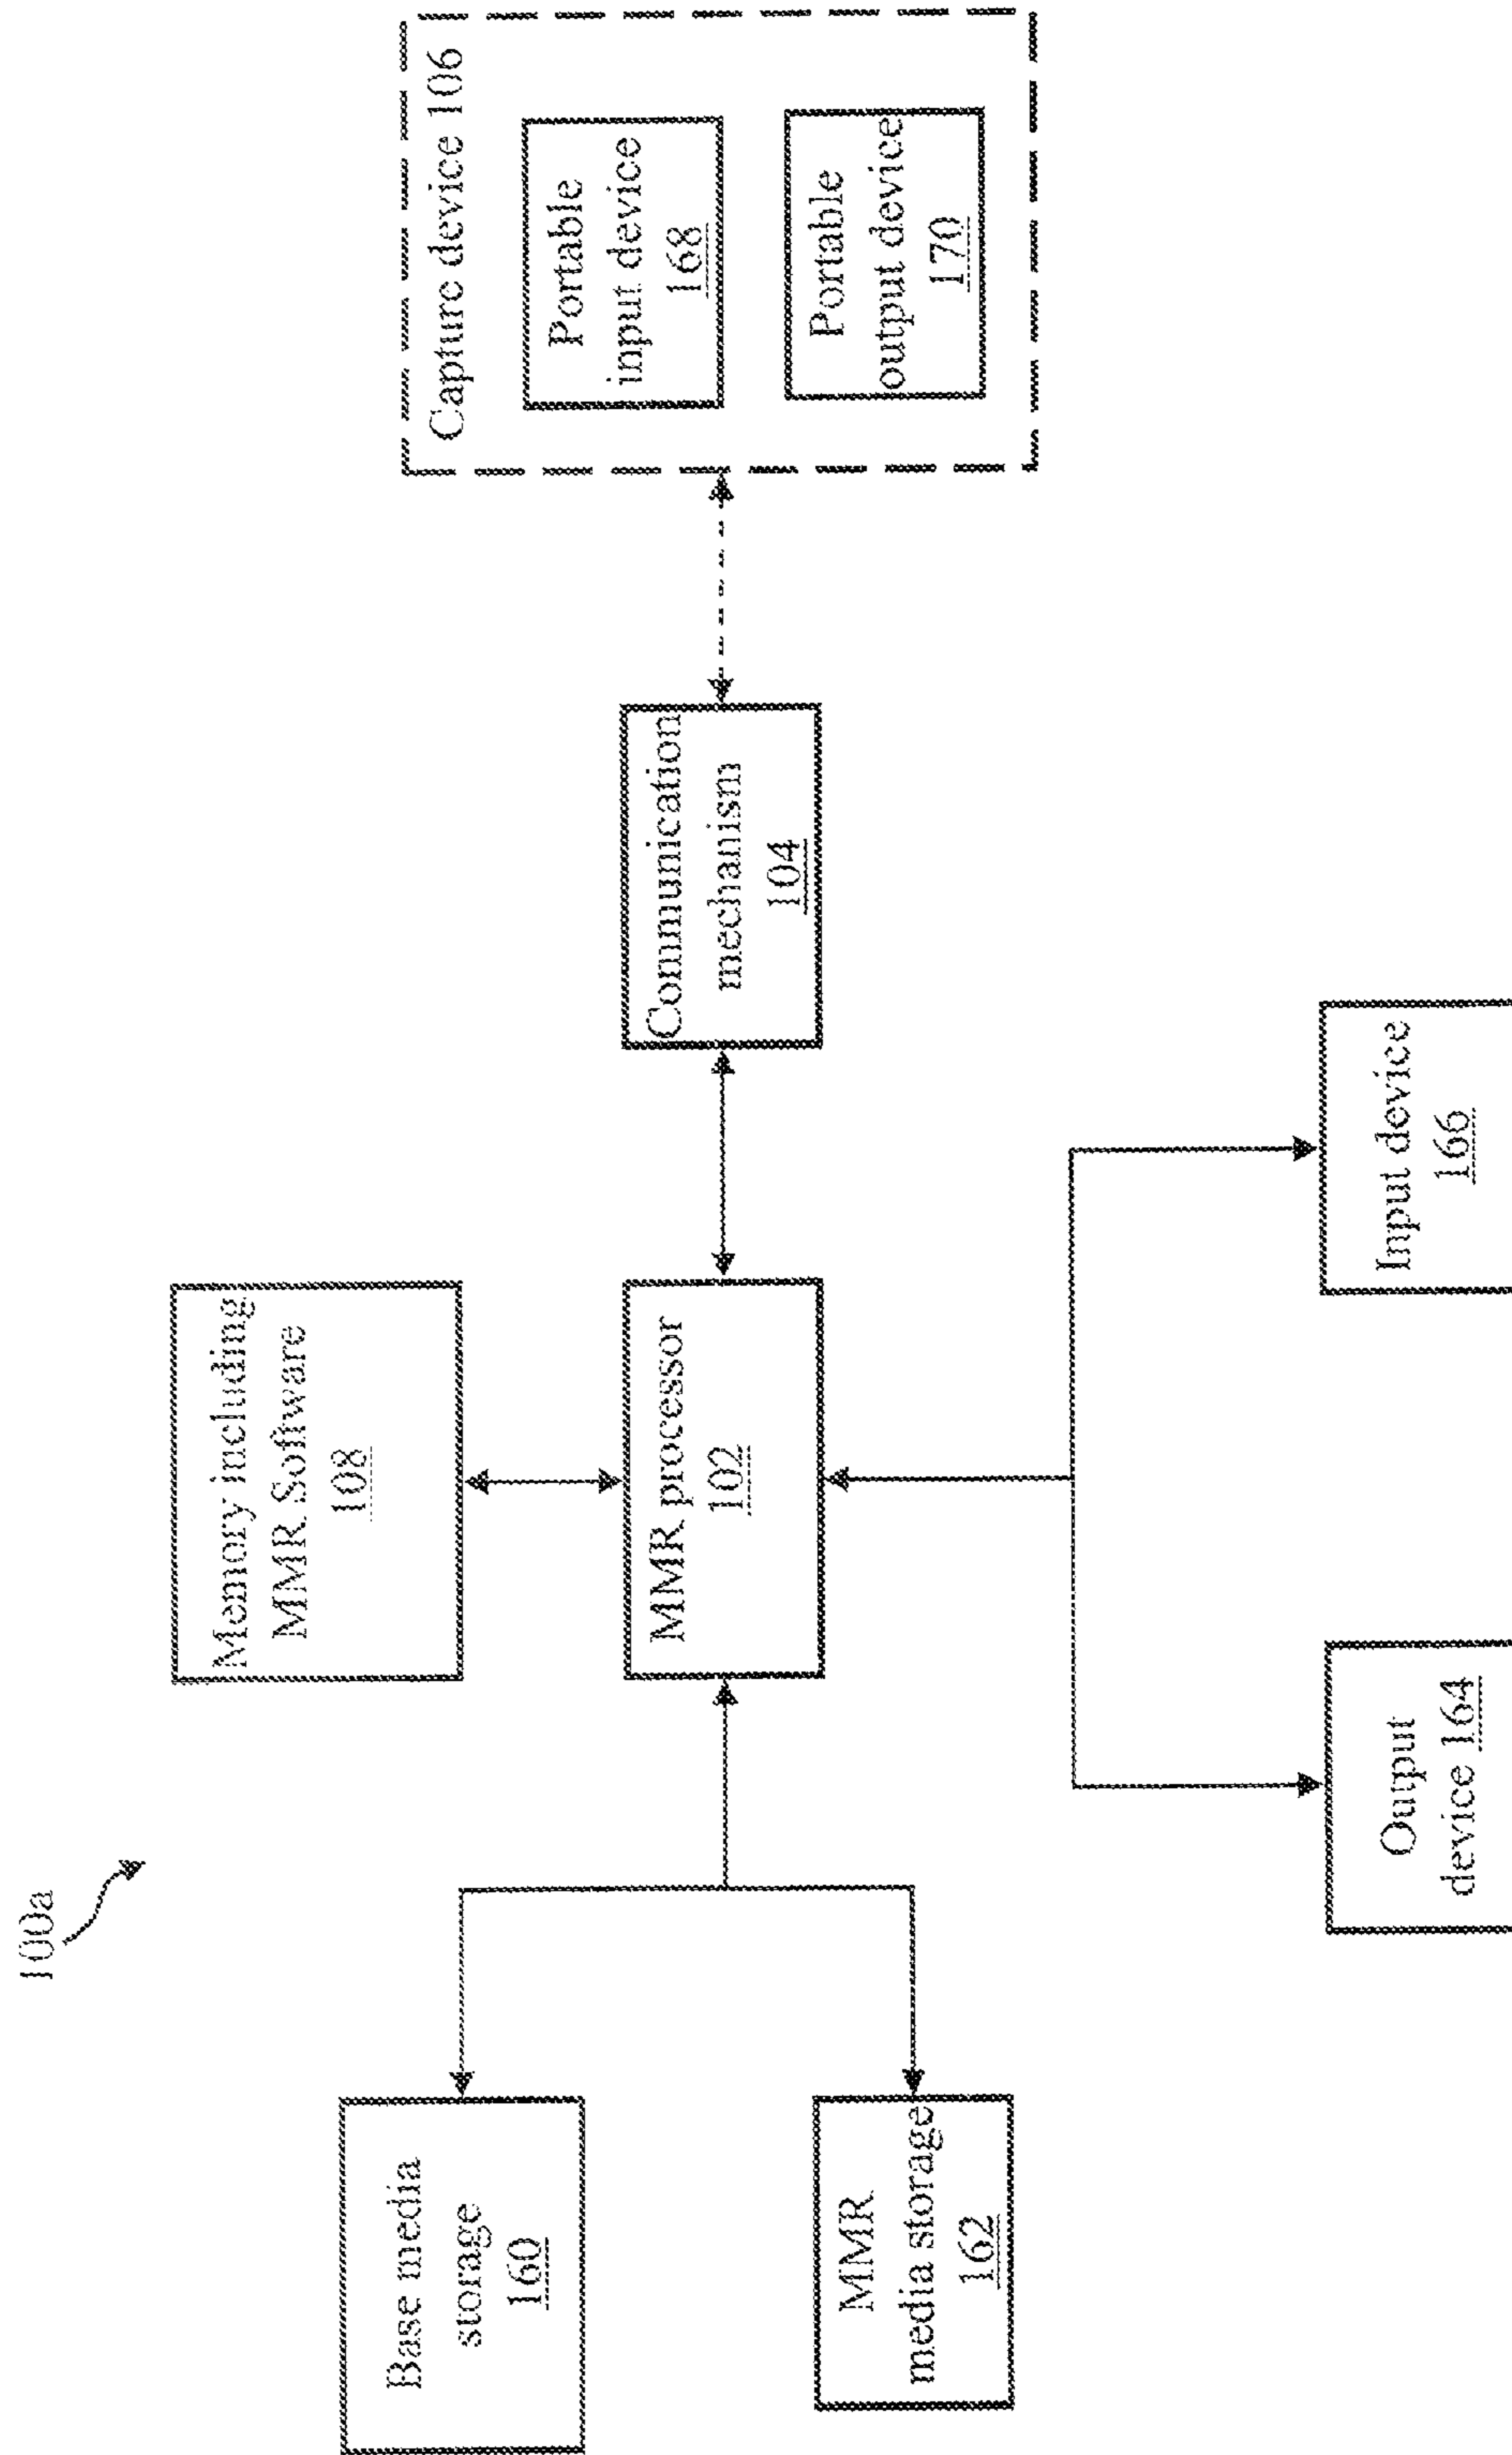 100a
Memory including
MMR Software
108
Capture device 106
Portable
input device
168
Portable
output device
170
Base media
storage
160
MMR processor
102
Communication
mechanism
104
MMR
media storage
162
Output
device 164
Input device
166